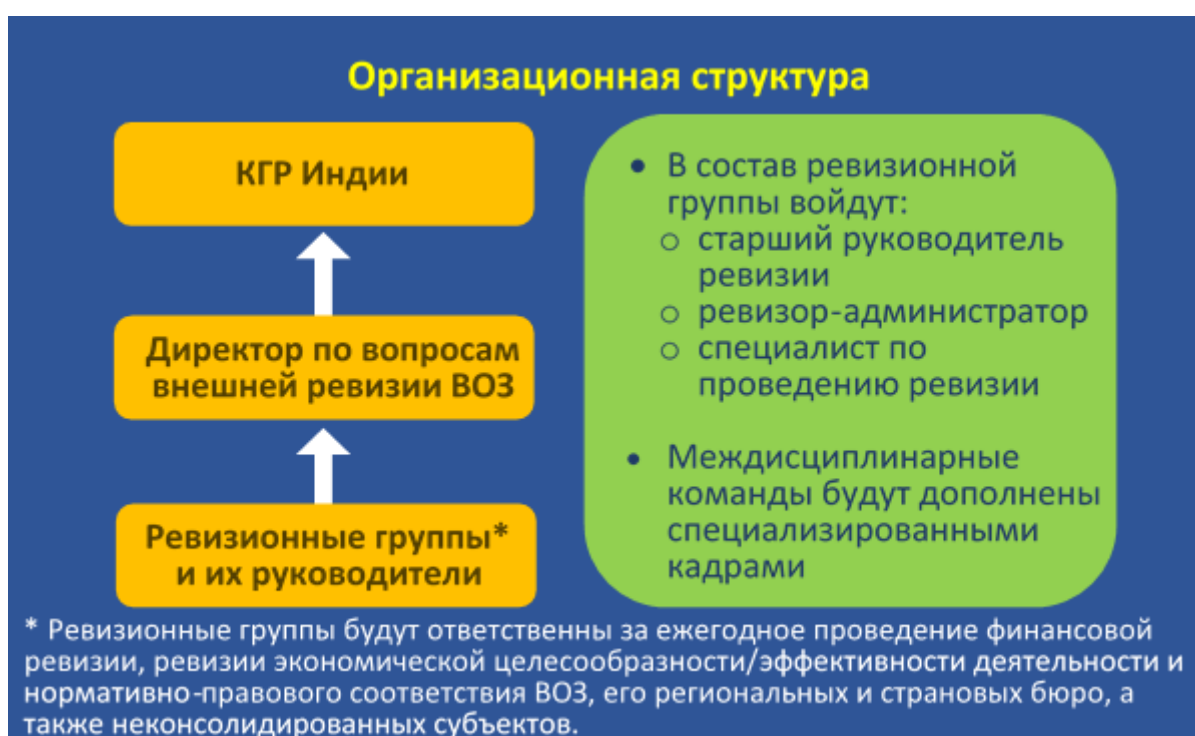 Организационная структура
КГР Индии
Директор по вопросам
внешней ревизии ВОЗ
Ревизионные группы*
и их руководители
• В состав ревизионной
группы войдут:
o старший руководитель
ревизии
o ревизор-администратор
o специалист по
проведению ревизии
• Междисциплинарные
команды будут дополнены
специализированными
кадрами
* Ревизионные группы будут ответственны за ежегодное проведение финансовой
ревизии, ревизии экономической целесообразности/эффективности деятельности и
нормативно-правового соответствия ВОЗ, его региональных и страновых бюро, а
также неконсолидированных субъектов.